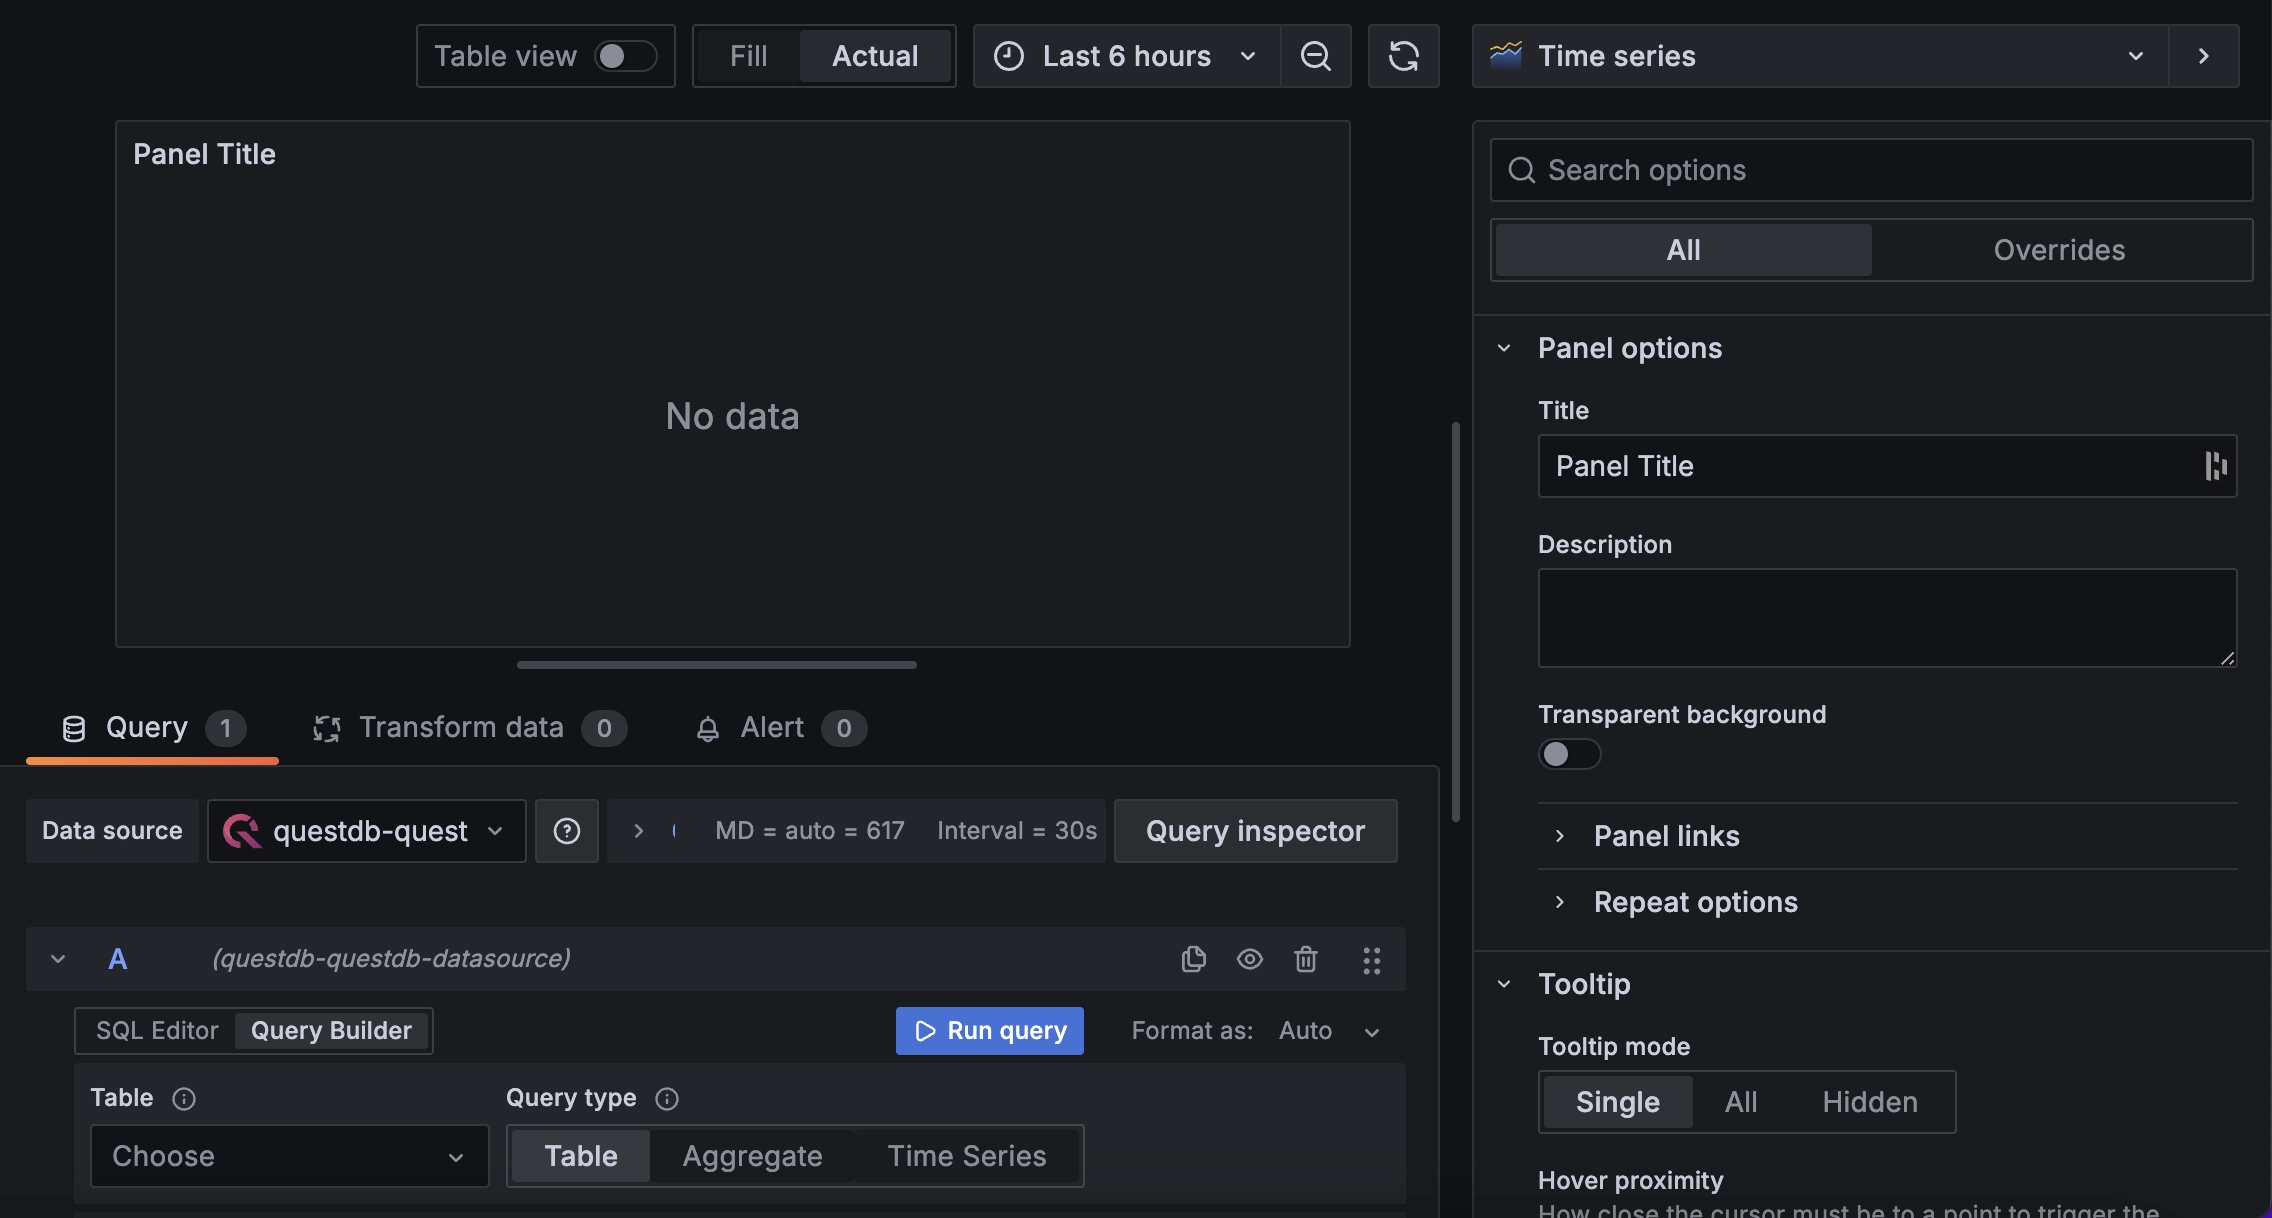 Table view
Fill
Actual
Last 6 hours
Time series
Panel Title
No data
Search options
All
Overrides
Panel options
Title
Panel Title
Description
Transparent background
Panel links
Repeat options
Tooltip
Tooltip mode
Single
All
Hidden
Hover proximity
How close the cursor must be to a point to trigger the
Query 1
Transform data 0
Alert 0
Data source
questdb-quest
MD = auto = 617
Interval = 30s
Query inspector
A
(questdb-questdb-datasource)
SQL Editor
Query Builder
Run query
Format as:
Auto
Table
Query type
Choose
Table
Aggregate
Time Series